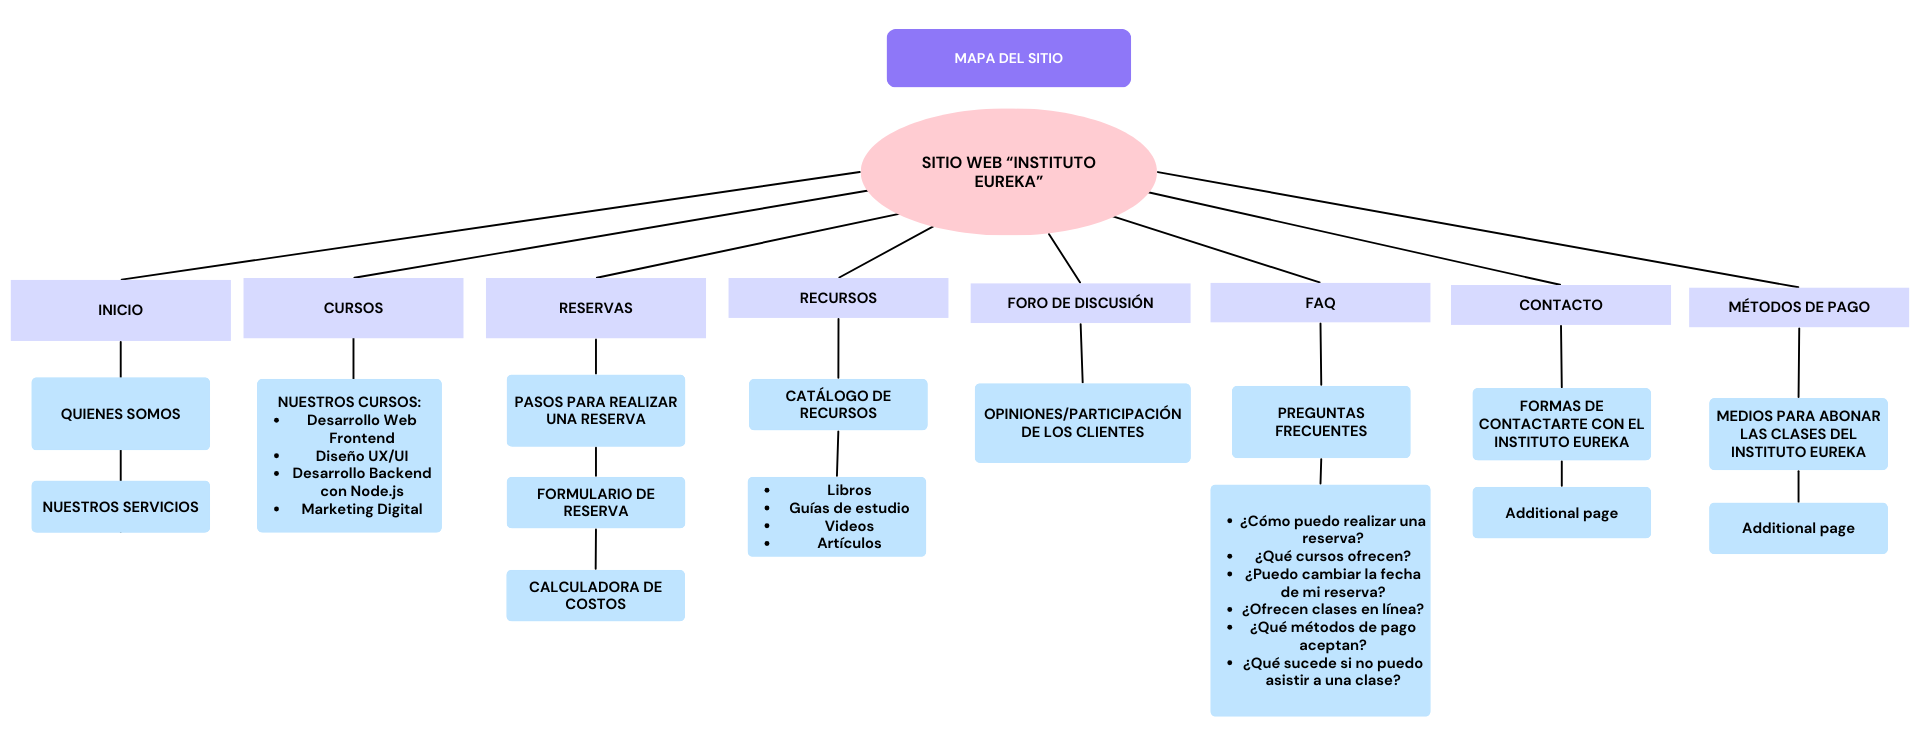 MAPA DEL SITIO
SITIO WEB “INSTITUTO
EUREKA”
INICIO
QUIENES SOMOS
NUESTROS SERVICIOS
CURSOS
NUESTROS CURSOS:
• Desarrollo Web
Frontend
• Diseño UX/UI
• Desarrollo Backend
con Node.js
• Marketing Digital
RESERVAS
PASOS PARA REALIZAR
UNA RESERVA
FORMULARIO DE
RESERVA
CALCULADORA DE
COSTOS
RECURSOS
CATÁLOGO DE
RECURSOS
• Libros
• Guías de estudio
• Videos
• Artículos
FORO DE DISCUSIÓN
OPINIONES/PARTICIPACIÓN
DE LOS CLIENTES
FAQ
PREGUNTAS
FRECUENTES
• ¿Cómo puedo realizar una
reserva?
• ¿Qué cursos ofrecen?
• ¿Puedo cambiar la fecha
de mi reserva?
• ¿Ofrecen clases en línea?
• ¿Qué métodos de pago
aceptan?
• ¿Qué sucede si no puedo
asistir a una clase?
CONTACTO
FORMAS DE
CONTACTARTE CON EL
INSTITUTO EUREKA
Additional page
MÉTODOS DE PAGO
MEDIOS PARA ABONAR
LAS CLASES DEL
INSTITUTO EUREKA
Additional page